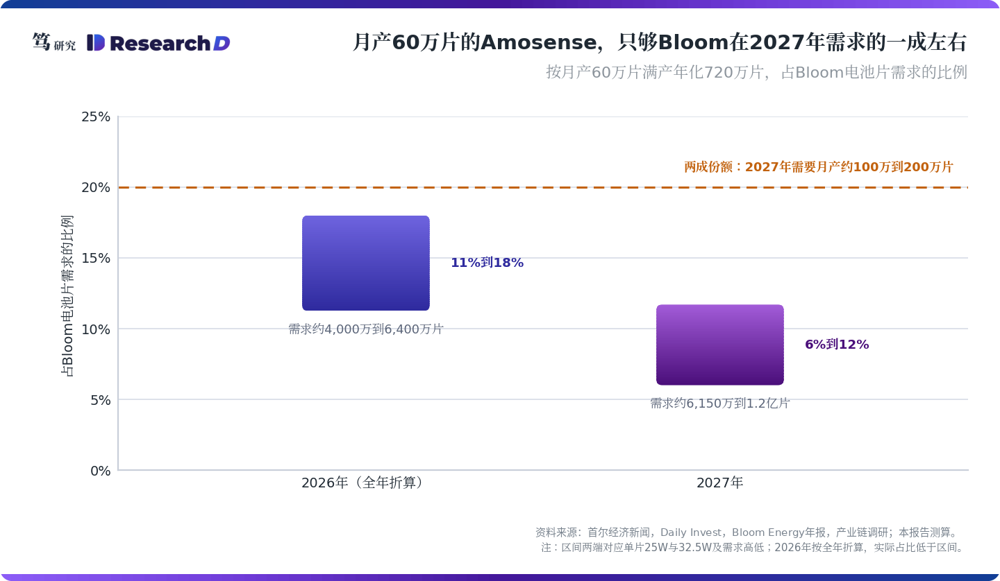 笃研究 ResearchD
月产60万片的Amosense，只够Bloom在2027年需求的一成左右
按月产60万片满产年化720万片，占Bloom电池片需求的比例
25%
两成份额：2027年需要月产约100万到200万片
20%
占Bloom电池片需求的比例
15%
11%到18%
10%
需求约4,000万到6,400万片
6%到12%
5%
需求约6,150万到1.2亿片
0%
2026年（全年折算）
2027年
资料来源：首尔经济新闻，Daily Invest，Bloom Energy年报，产业链调研；本报告测算。
注：区间两端对应单片25W与32.5W及需求高低；2026年按全年折算，实际占比低于区间。